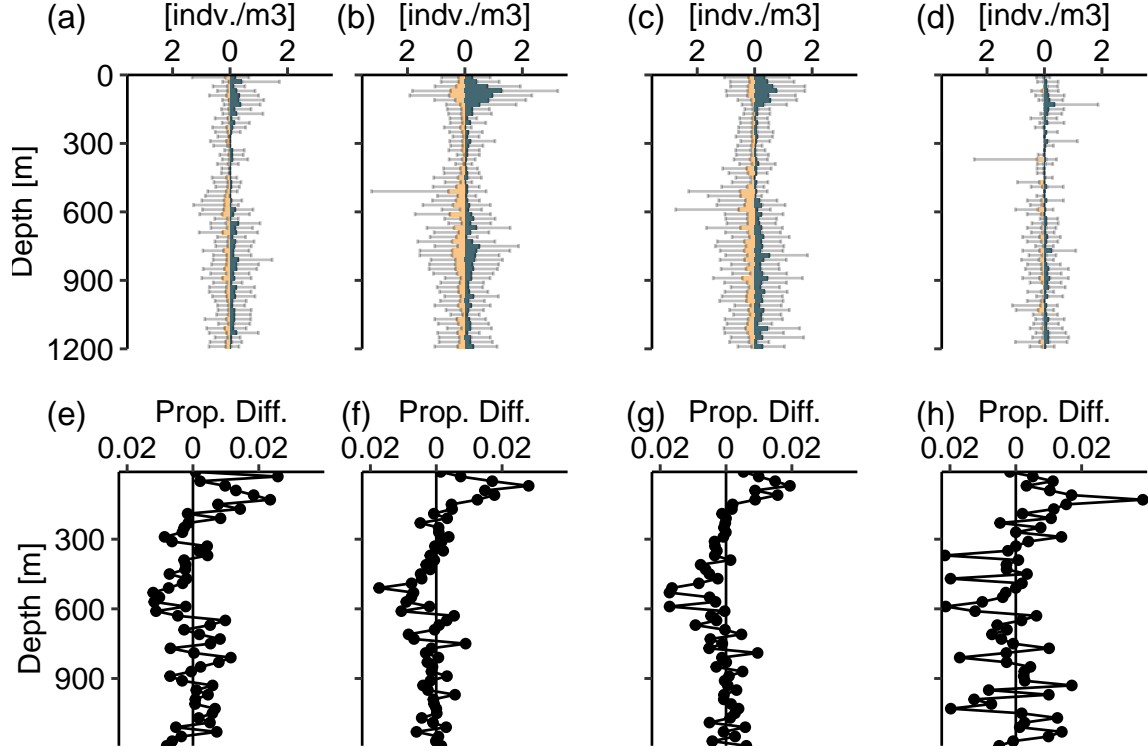 (a) [indv./m3] (b) [indv./m3] (c) [indv./m3] (d) [indv./m3]
2 0 2 2 0 2 2 0 2 2 0 2
0
300
600
900
1200
Depth [m]
(e) Prop. Diff. (f) Prop. Diff. (g) Prop. Diff. (h) Prop. Diff.
0.02 0 0.02 0.02 0 0.02 0.02 0 0.02 0.02 0 0.02
300
600
900
Depth [m]